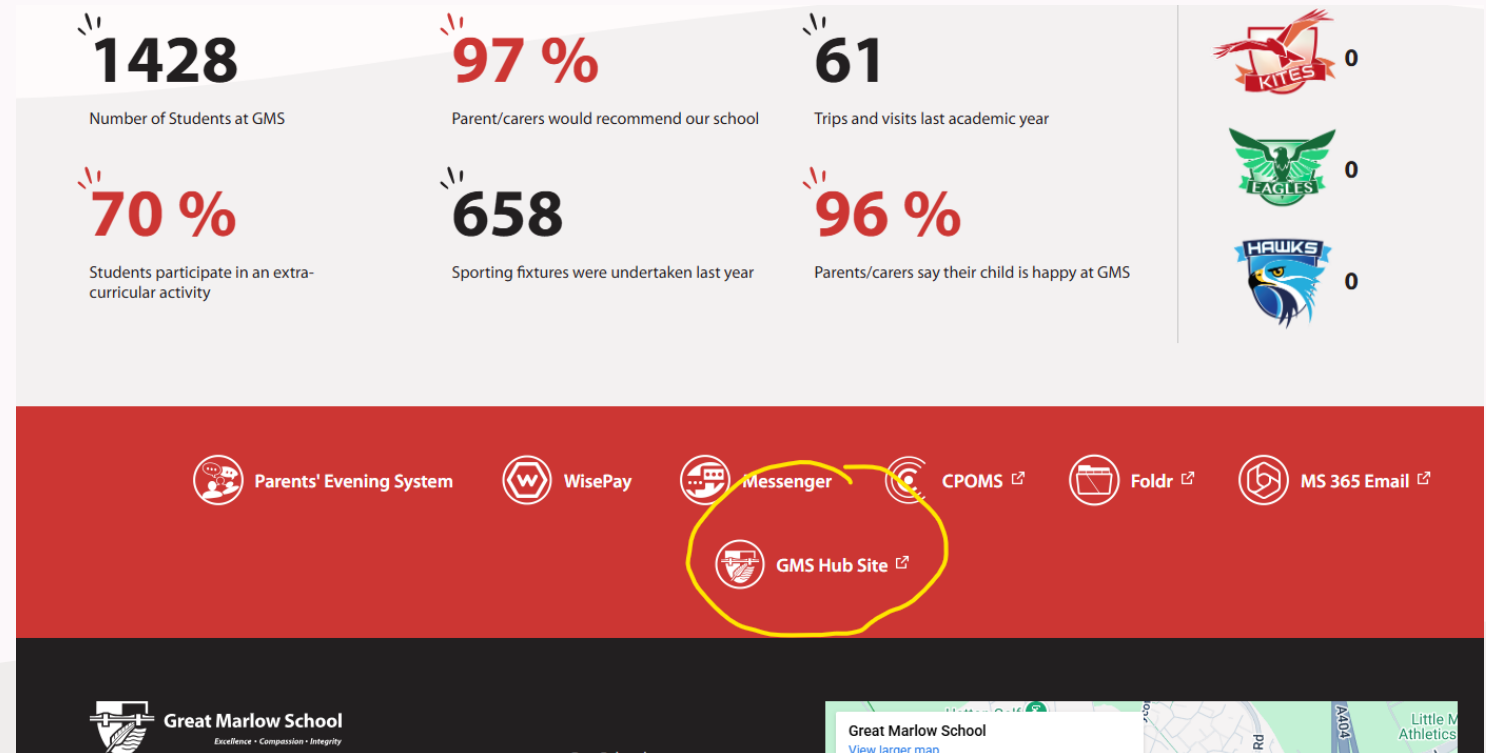 1428
Number of Students at GMS
97 %
Parent/carers would recommend our school
61
Trips and visits last academic year
70 %
Students participate in an extra-
curricular activity
658
Sporting fixtures were undertaken last year
96 %
Parents/carers say their child is happy at GMS
KITES
0
EAGLES
0
HAWKS
0
Parents' Evening System
WisePay
Messenger
CPOMS
Foldr
MS 365 Email
GMS Hub Site
Great Marlow School
Excellence • Compassion • Integrity
Great Marlow School
View larger map
A404
Rd
Little M
Athletics